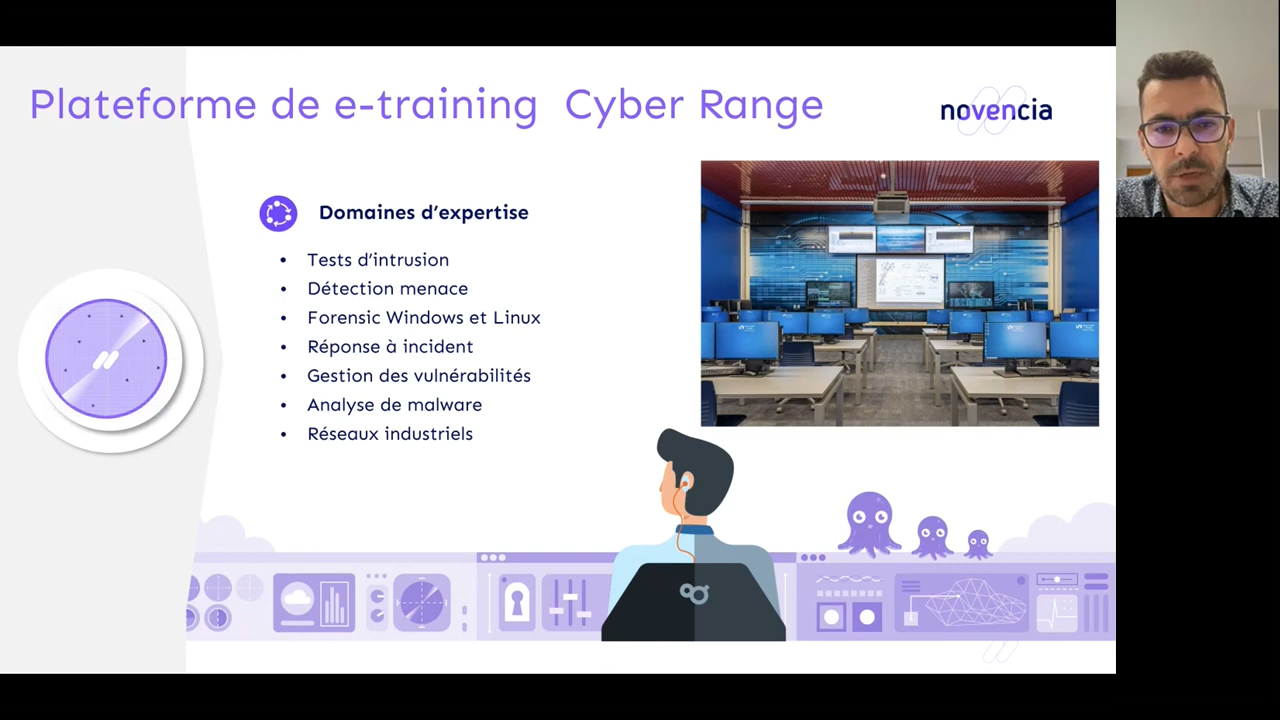 Plateforme de e-training Cyber Range
novencia
Domaines d’expertise
• Tests d’intrusion
• Détection menace
• Forensic Windows et Linux
• Réponse à incident
• Gestion des vulnérabilités
• Analyse de malware
• Réseaux industriels